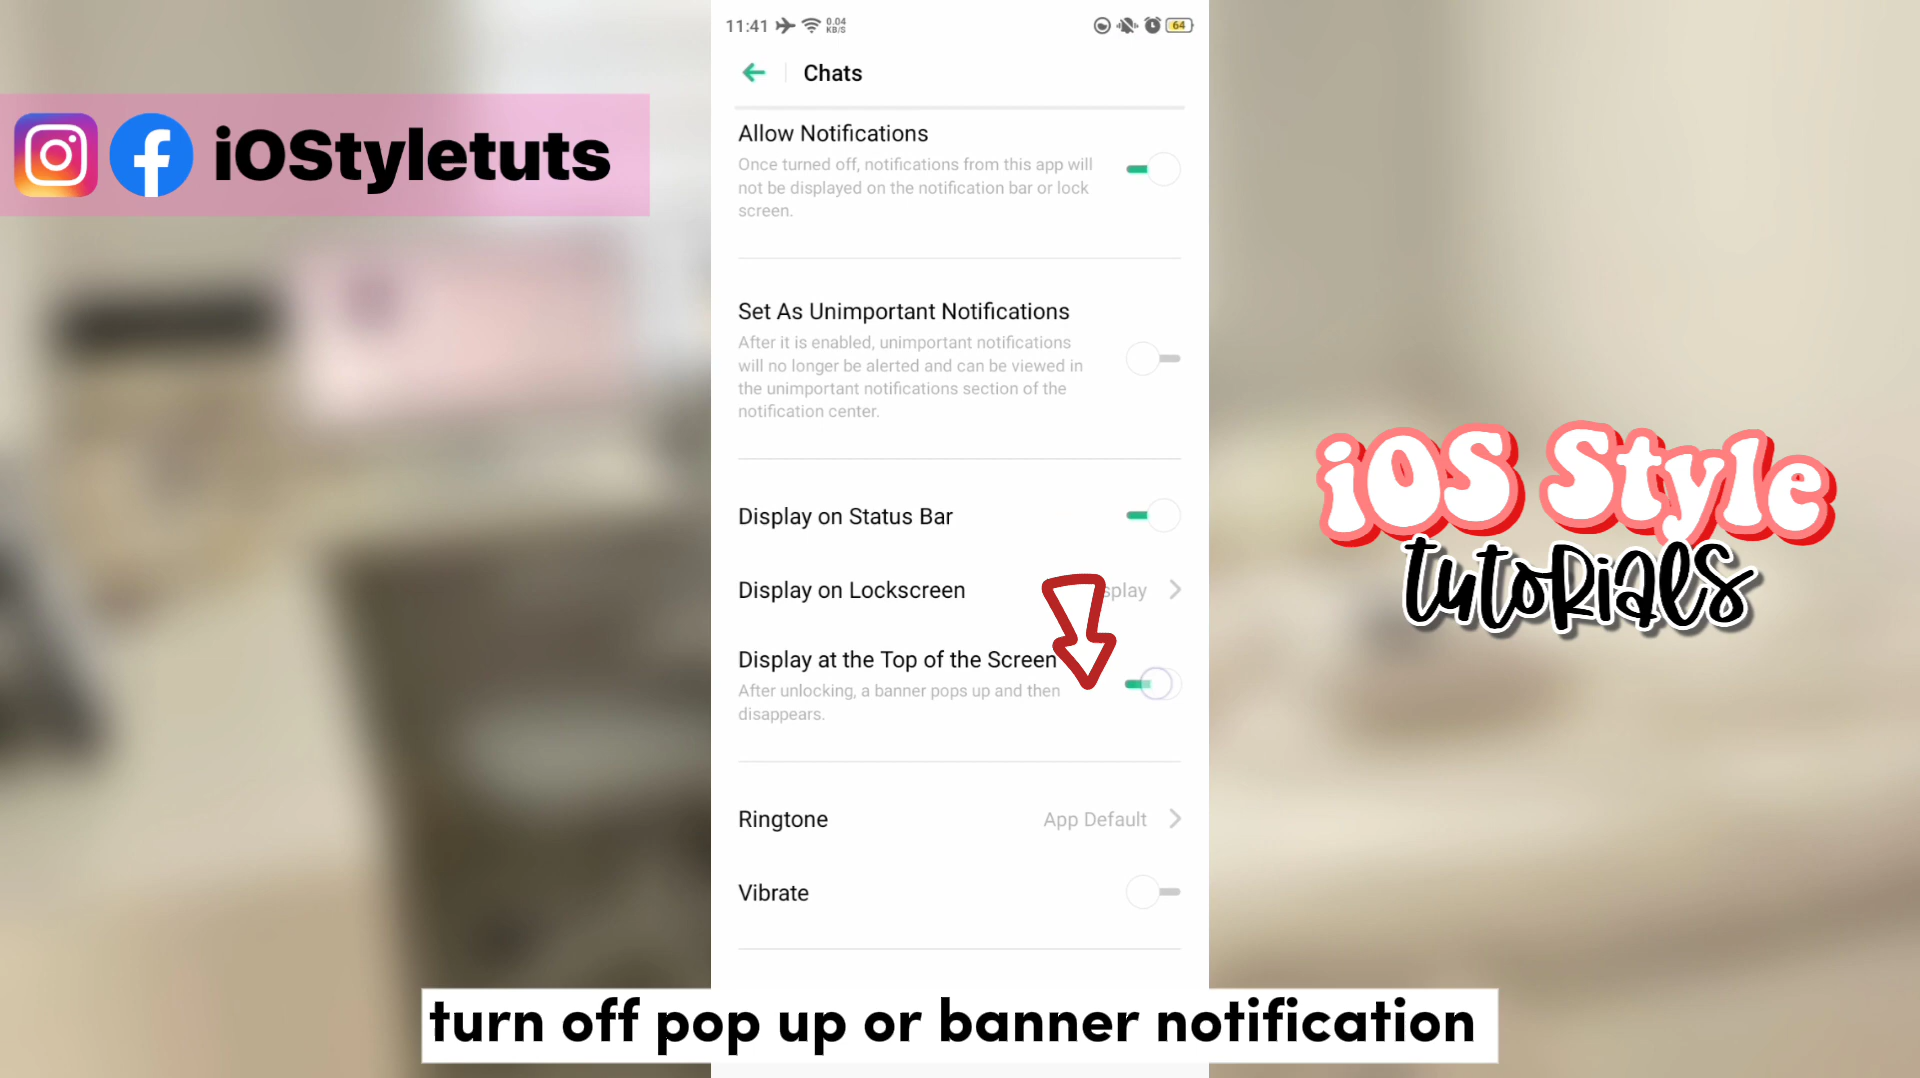 11:41 0.04 KB/S 64
Chats
iOStyletuts
Allow Notifications
Once turned off, notifications from this app will
not be displayed on the notification bar or lock
screen.
Set As Unimportant Notifications
After it is enabled, unimportant notifications
will no longer be alerted and can be viewed in
the unimportant notifications section of the
notification center.
Display on Status Bar
Display on Lockscreen splay
Display at the Top of the Screen
After unlocking, a banner pops up and then
disappears.
Ringtone App Default
Vibrate
iOS Style
tutoRials
turn off pop up or banner notification